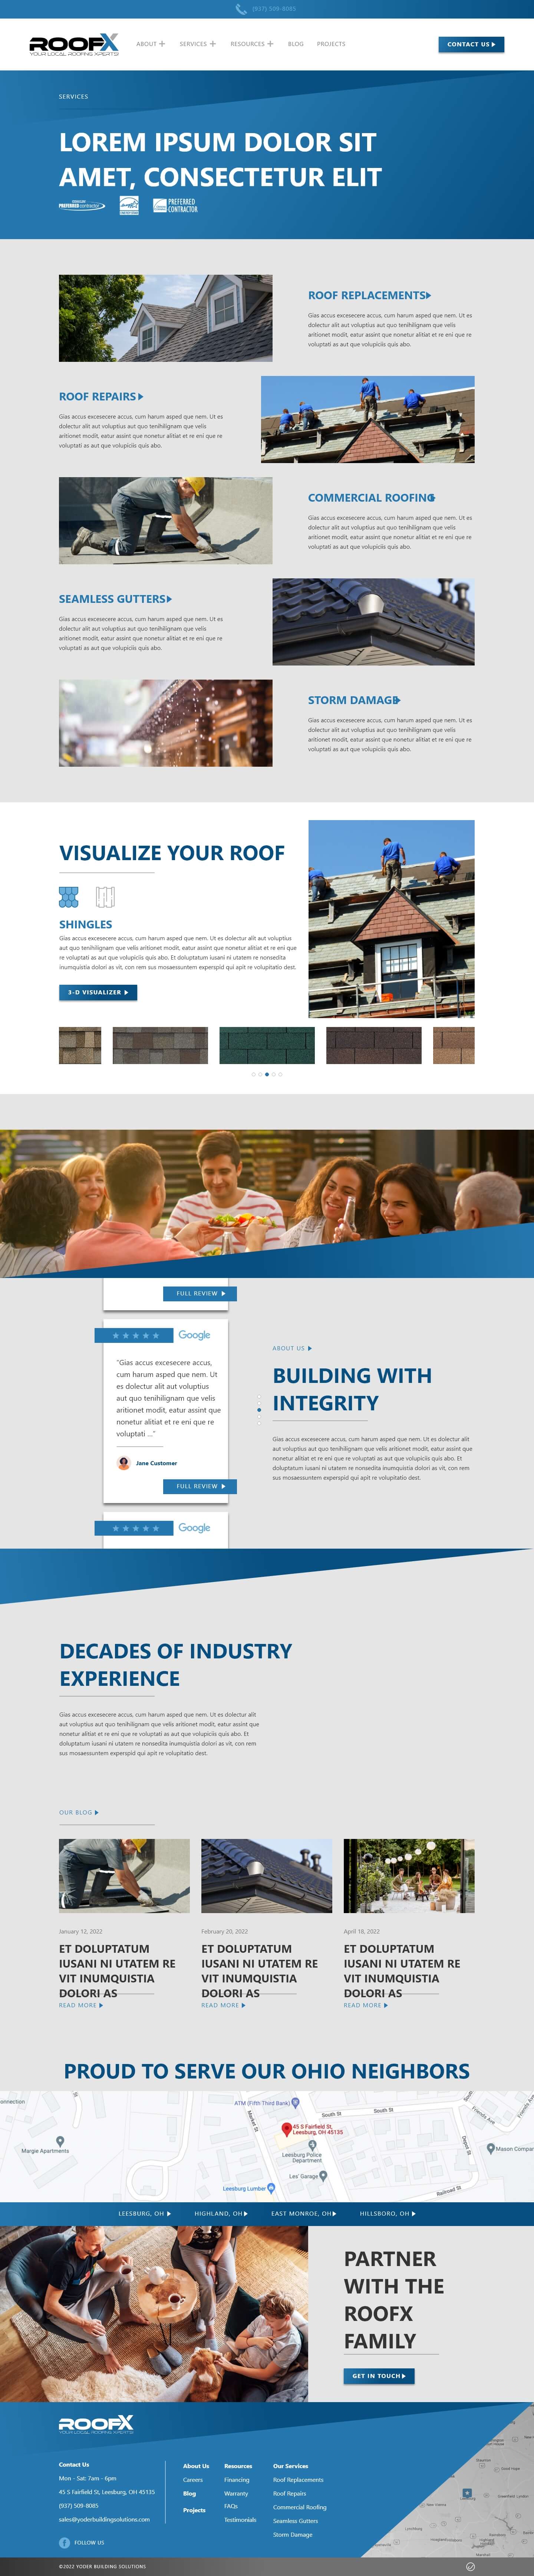 (937) 509-8085
ROOFX
YOUR LOCAL ROOFING XPERTS!
ABOUT
SERVICES
RESOURCES
BLOG
PROJECTS
CONTACT US
SERVICES
LOREM IPSUM DOLOR SIT
AMET, CONSECTETUR ELIT
PREFERRED contractor
PREFERRED
CONTRACTOR
ROOF REPLACEMENTS
Gias accus excesecere accus, cum harum asped que nem. Ut es
dolectur alit aut voluptius aut quo tenihilignam que velis
aritionet modit, eatur assint que nonetur alitiat et re eni que re
voluptati as aut que volupiciis quis abo.
ROOF REPAIRS
Gias accus excesecere accus, cum harum asped que nem. Ut es
dolectur alit aut voluptius aut quo tenihilignam que velis
aritionet modit, eatur assint que nonetur alitiat et re eni que re
voluptati as aut que volupiciis quis abo.
COMMERCIAL ROOFING
Gias accus excesecere accus, cum harum asped que nem. Ut es
dolectur alit aut voluptius aut quo tenihilignam que velis
aritionet modit, eatur assint que nonetur alitiat et re eni que re
voluptati as aut que volupiciis quis abo.
SEAMLESS GUTTERS
Gias accus excesecere accus, cum harum asped que nem. Ut es
dolectur alit aut voluptius aut quo tenihilignam que velis
aritionet modit, eatur assint que nonetur alitiat et re eni que re
voluptati as aut que volupiciis quis abo.
STORM DAMAGE
Gias accus excesecere accus, cum harum asped que nem. Ut es
dolectur alit aut voluptius aut quo tenihilignam que velis
aritionet modit, eatur assint que nonetur alitiat et re eni que re
voluptati as aut que volupiciis quis abo.
VISUALIZE YOUR ROOF
SHINGLES
Gias accus excesecere accus, cum harum asped que nem. Ut es dolectur alit aut voluptius
aut quo tenihilignam que velis aritionet modit, eatur assint que nonetur alitiat et re eni
que re voluptati as aut que volupiciis quis abo. Et doluptatum iusani ni utatem re nonsedita
inumquistia dolori as vit, con rem sus mosaessuntem experspid qui apit re voluptatist dest.
3-D VISUALIZER
FULL REVIEW
Google
"Gias accus excesecere accus,
cum harum asped que nem. Ut
es dolectur alit aut voluptius
aut quo tenihilignam que velis
aritionet modit, eatur assint que
nonetur alitiat et re eni que re
voluptati ..."
Jane Customer
FULL REVIEW
Google
ABOUT US
BUILDING WITH
INTEGRITY
Gias accus excesecere accus, cum harum asped que nem. Ut es dolectur alit
aut voluptius aut quo tenihilignam que velis aritionet modit, eatur assint que
nonetur alitiat et re eni que re voluptati as aut que volupiciis quis abo. Et
doluptatum iusani ni utatem re nonsedita inumquistia dolori as vit, con rem
sus mosaessuntem experspid qui apit re voluptatist dest.
DECADES OF INDUSTRY
EXPERIENCE
Gias accus excesecere accus, cum harum asped que nem. Ut es dolectur alit
aut voluptius aut quo tenihilignam que velis aritionet modit, eatur assint que
nonetur alitiat et re eni que re voluptati as aut que volupiciis quis abo. Et
doluptatum iusani ni utatem re nonsedita inumquistia dolori as vit, con rem
sus mosaessuntem experspid qui apit re voluptatist dest.
OUR BLOG
January 12, 2022
ET DOLUPTATUM
IUSANI NI UTATEM RE
VIT INUMQUISTIA
DOLORI AS
READ MORE
February 20, 2022
ET DOLUPTATUM
IUSANI NI UTATEM RE
VIT INUMQUISTIA
DOLORI AS
READ MORE
April 18, 2022
ET DOLUPTATUM
IUSANI NI UTATEM RE
VIT INUMQUISTIA
DOLORI AS
READ MORE
PROUD TO SERVE OUR OHIO NEIGHBORS
onnection
Margie Apartments
ATM (Fifth Third Bank)
Market St
South St
South St
45 S Fairfield St,
Leesburg, OH 45135
Leesburg Police
Department
Les' Garage
Leesburg Lumber
Railroad St
Depot St
Friends Ave
Mason Compar
LEESBURG, OH
HIGHLAND, OH
EAST MONROE, OH
HILLSBORO, OH
PARTNER
WITH THE
ROOFX
FAMILY
GET IN TOUCH
ROOFX
YOUR LOCAL ROOFING XPERTS!
Contact Us
Mon - Sat: 7am - 6pm
45 S Fairfield St, Leesburg, OH 45135
(937) 509-8085
sales@yoderbuildingsolutions.com
FOLLOW US
About Us
Careers
Blog
Projects
Resources
Financing
Warranty
FAQs
Testimonials
Our Services
Roof Replacements
Roof Repairs
Commercial Roofing
Seamless Gutters
Storm Damage
©2022 YODER BUILDING SOLUTIONS